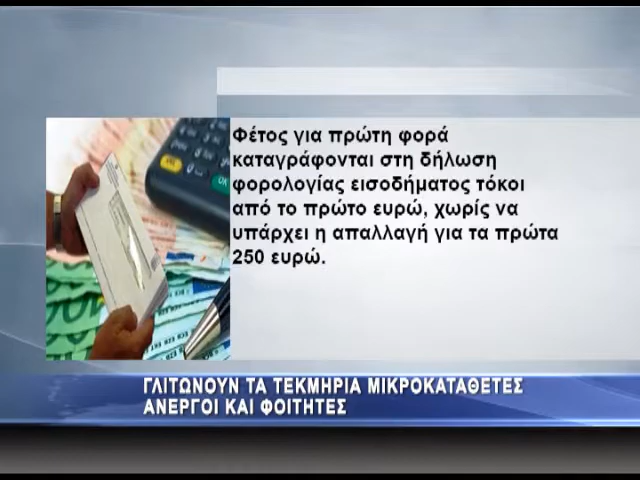 Φέτος για πρώτη φορά
καταγράφονται στη δήλωση
φορολογίας εισοδήματος τόκοι
από το πρώτο ευρώ, χωρίς να
υπάρχει η απαλλαγή για τα πρώτα
250 ευρώ.
ΓΛΙΤΩΝΟΥΝ ΤΑ ΤΕΚΜΗΡΙΑ ΜΙΚΡΟΚΑΤΑΘΕΤΕΣ
ΑΝΕΡΓΟΙ ΚΑΙ ΦΟΙΤΗΤΕΣ